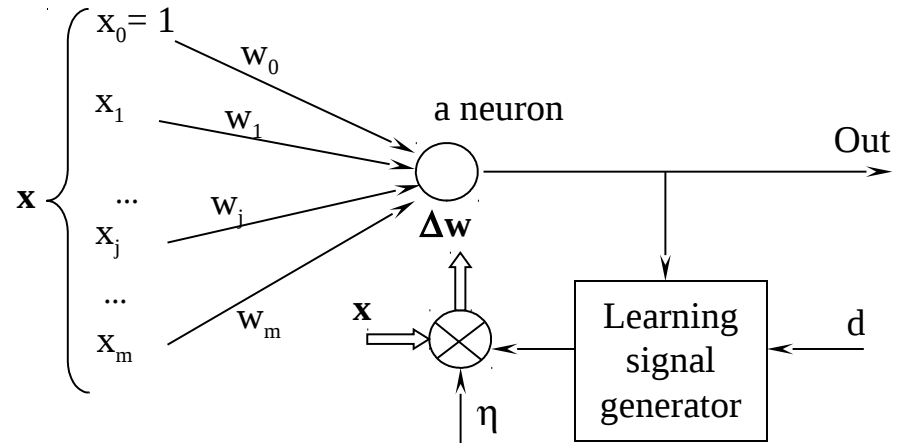 x₀= 1
w₀
x₁
w₁
a neuron
Out
x
...
wⱼ
xⱼ
Δw
...
x
wₘ
xₘ
Learning
signal
generator
d
η